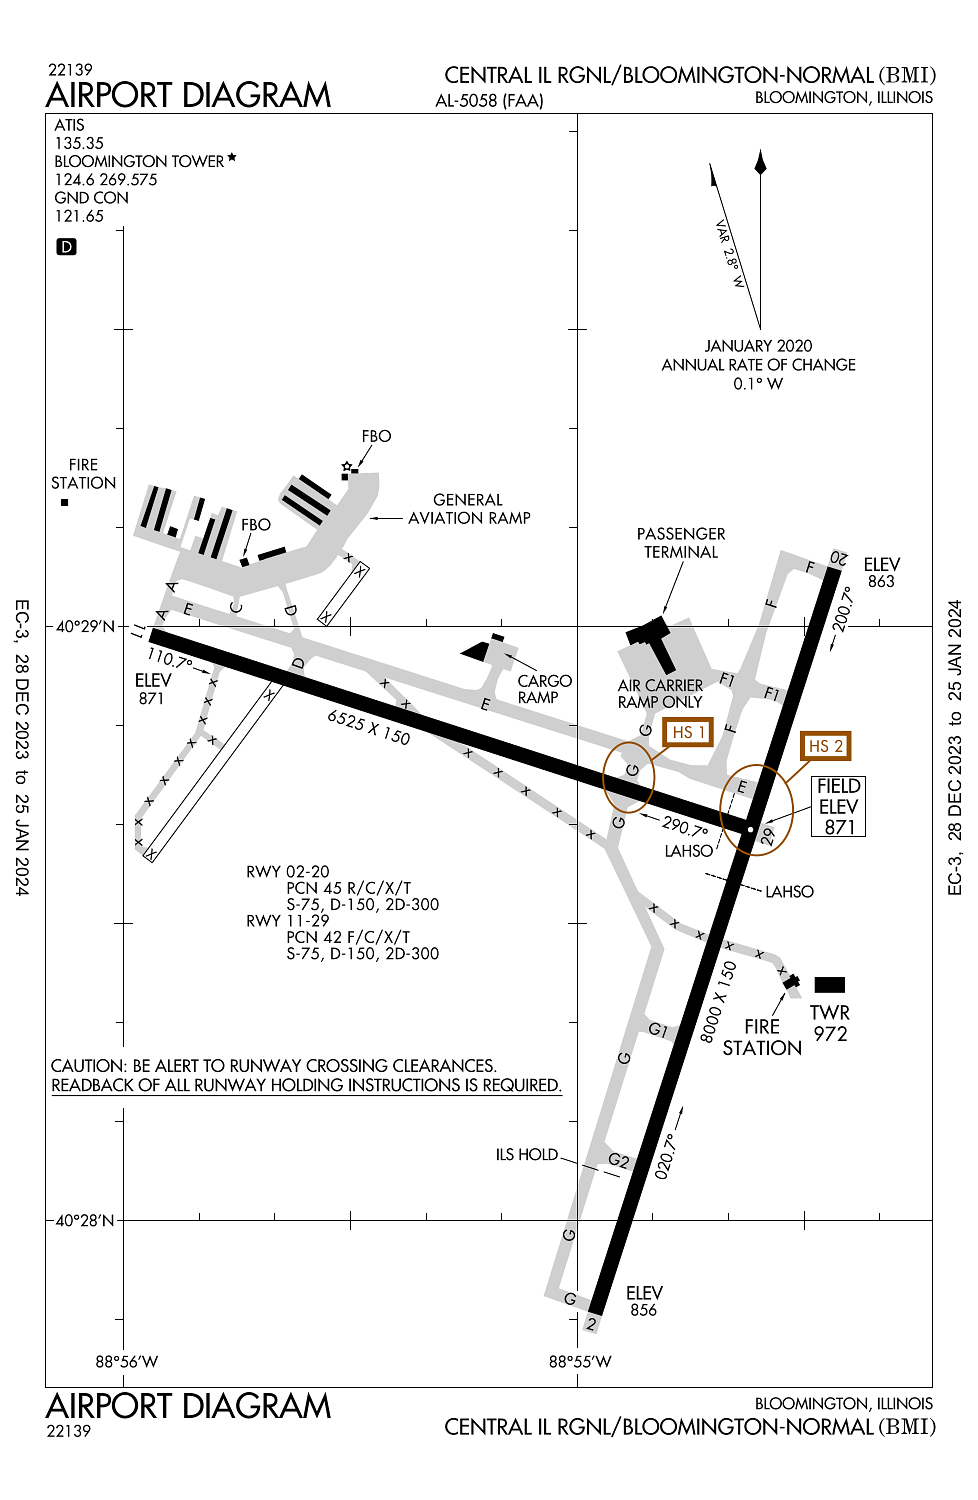 22139
AIRPORT DIAGRAM
CENTRAL IL RGNL/BLOOMINGTON-NORMAL (BMI)
AL-5058 (FAA)
BLOOMINGTON, ILLINOIS
ATIS
135.35
BLOOMINGTON TOWER ★
124.6 269.575
GND CON
121.65
D
VAR 2.8° W
JANUARY 2020
ANNUAL RATE OF CHANGE
0.1° W
FBO
FIRE
STATION
GENERAL
AVIATION RAMP
FBO
PASSENGER
TERMINAL
20
ELEV
863
F
F
200.7°
X
X
X
A
A
E
C
D
40°29'N
11
110.7°
ELEV
871
D
X
CARGO
RAMP
E
AIR CARRIER
RAMP ONLY
F1
F1
F
G
HS 1
HS 2
6525 X 150
G
E
FIELD
ELEV
871
G
290.7°
LAHSO
29
LAHSO
X
RWY 02-20
PCN 45 R/C/X/T
S-75, D-150, 2D-300
RWY 11-29
PCN 42 F/C/X/T
S-75, D-150, 2D-300
8000 X 150
FIRE
STATION
TWR
972
G1
G
CAUTION: BE ALERT TO RUNWAY CROSSING CLEARANCES.
READBACK OF ALL RUNWAY HOLDING INSTRUCTIONS IS REQUIRED.
ILS HOLD
G2
020.7°
40°28'N
G
G
2
ELEV
856
88°56'W
88°55'W
EC-3, 28 DEC 2023 to 25 JAN 2024
EC-3, 28 DEC 2023 to 25 JAN 2024
AIRPORT DIAGRAM
22139
BLOOMINGTON, ILLINOIS
CENTRAL IL RGNL/BLOOMINGTON-NORMAL (BMI)